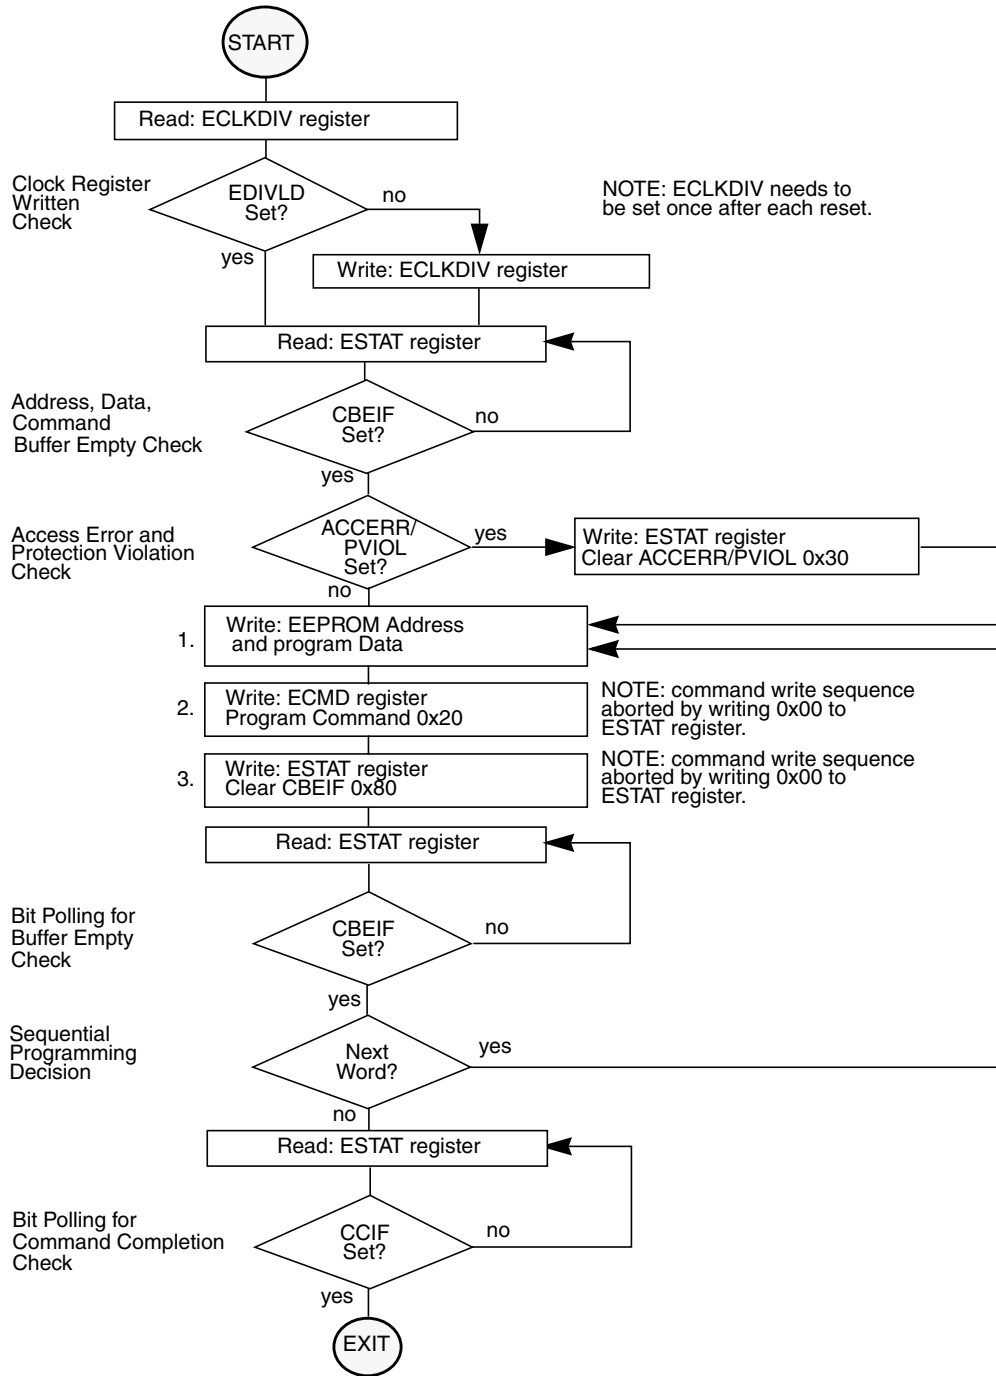 START
Read: ECLKDIV register
Clock Register
Written
Check
EDIVLD
Set?
no
yes
NOTE: ECLKDIV needs to
be set once after each reset.
Write: ECLKDIV register
Read: ESTAT register
Address, Data,
Command
Buffer Empty Check
CBEIF
Set?
no
yes
Access Error and
Protection Violation
Check
ACCERR/
PVIOL
Set?
yes
no
Write: ESTAT register
Clear ACCERR/PVIOL 0x30
1.
Write: EEPROM Address
and program Data
2.
Write: ECMD register
Program Command 0x20
NOTE: command write sequence
aborted by writing 0x00 to
ESTAT register.
3.
Write: ESTAT register
Clear CBEIF 0x80
NOTE: command write sequence
aborted by writing 0x00 to
ESTAT register.
Read: ESTAT register
Bit Polling for
Buffer Empty
Check
CBEIF
Set?
no
yes
Sequential
Programming
Decision
Next
Word?
yes
no
Read: ESTAT register
Bit Polling for
Command Completion
Check
CCIF
Set?
no
yes
EXIT